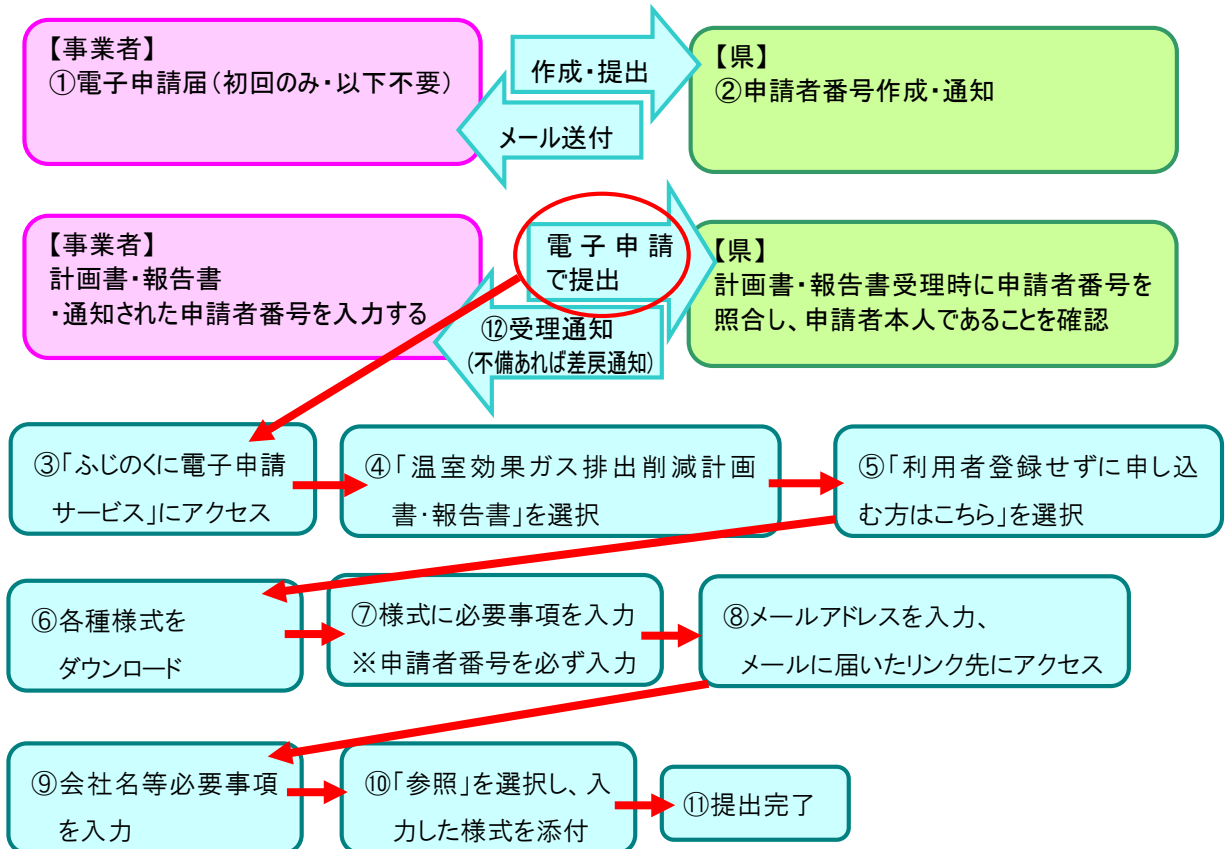 【事業者】
①電子申請届（初回のみ・以下不要）
作成・提出
メール送付
【県】
②申請者番号作成・通知
【事業者】
計画書・報告書
・通知された申請者番号を入力する
電子申請
で提出
⑫受理通知
（不備あれば差戻通知）
【県】
計画書・報告書受理時に申請者番号を
照合し、申請者本人であることを確認
③「ふじのくに電子申請
サービス」にアクセス
④「温室効果ガス排出削減計画
書・報告書」を選択
⑤「利用者登録せずに申し込
む方はこちら」を選択
⑥各種様式を
ダウンロード
⑦様式に必要事項を入力
※申請者番号を必ず入力
⑧メールアドレスを入力、
メールに届いたリンク先にアクセス
⑨会社名等必要事項
を入力
⑩「参照」を選択し、入
力した様式を添付
⑪提出完了